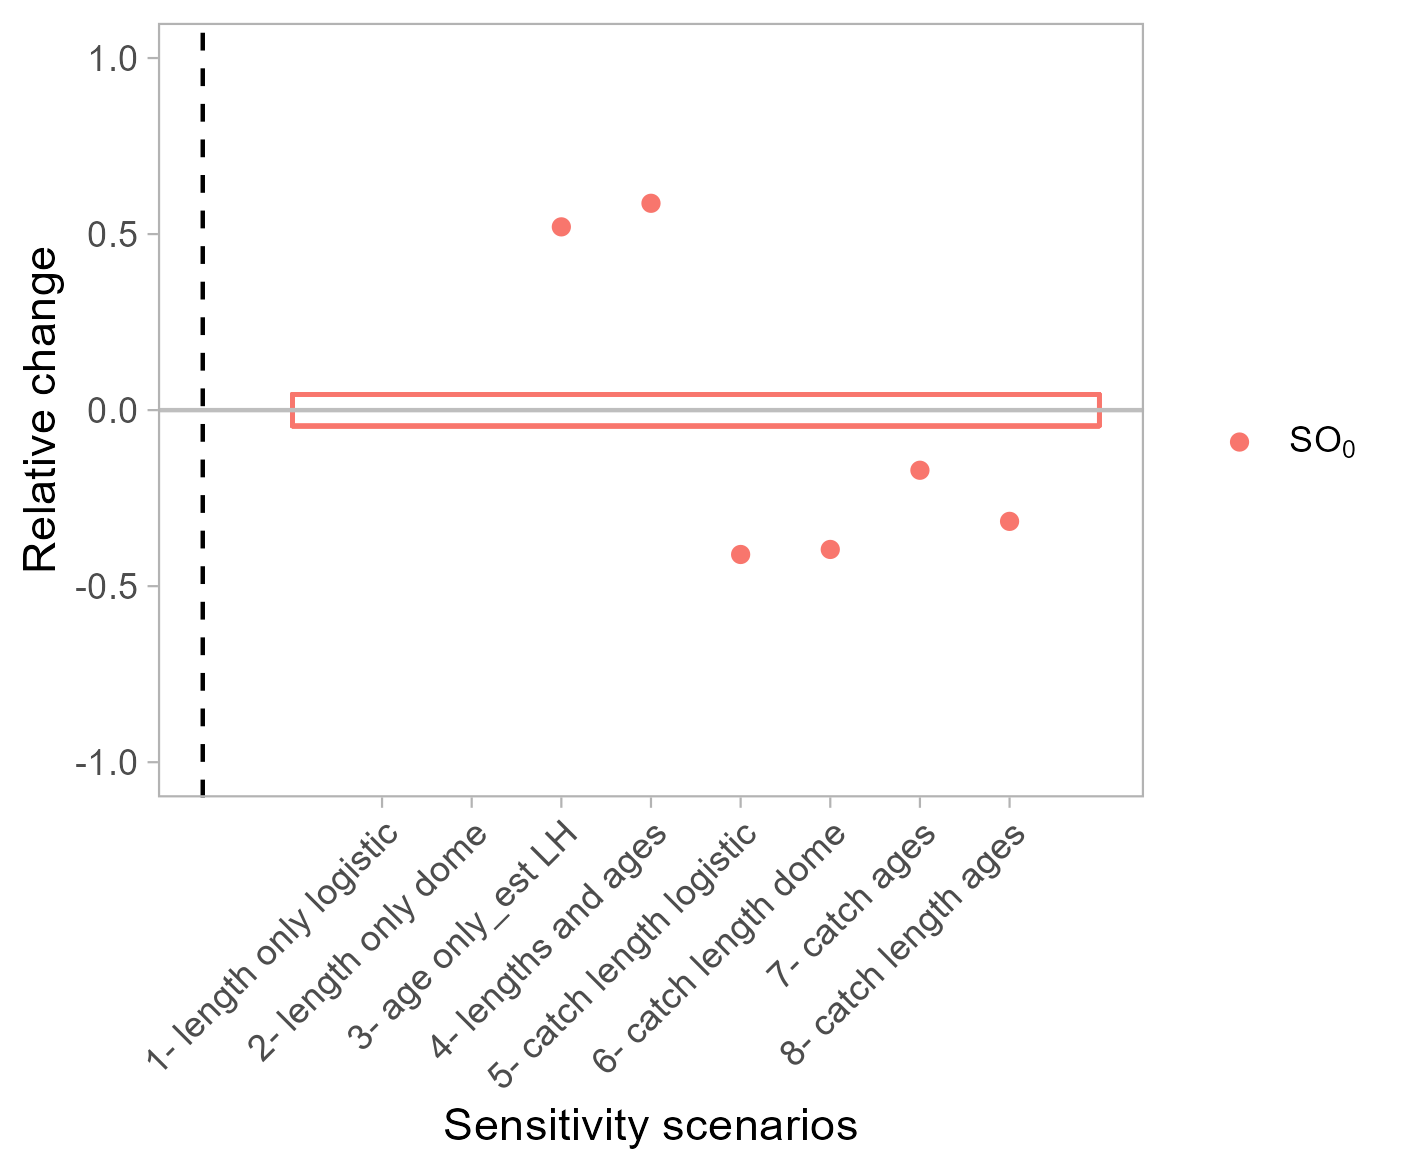 Relative change
1.0
0.5
0.0
-0.5
-1.0
1- length only logistic
2- length only dome
3- age only_est LH
4- lengths and ages
5- catch length logistic
6- catch length dome
7- catch ages
8- catch length ages
Sensitivity scenarios
SO₀